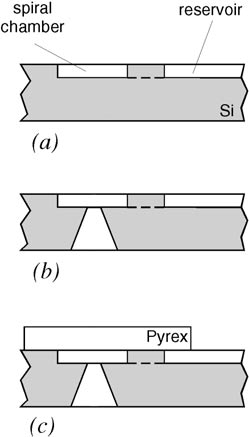 spiral
chamber
reservoir
Si
(a)
(b)
Pyrex
(c)